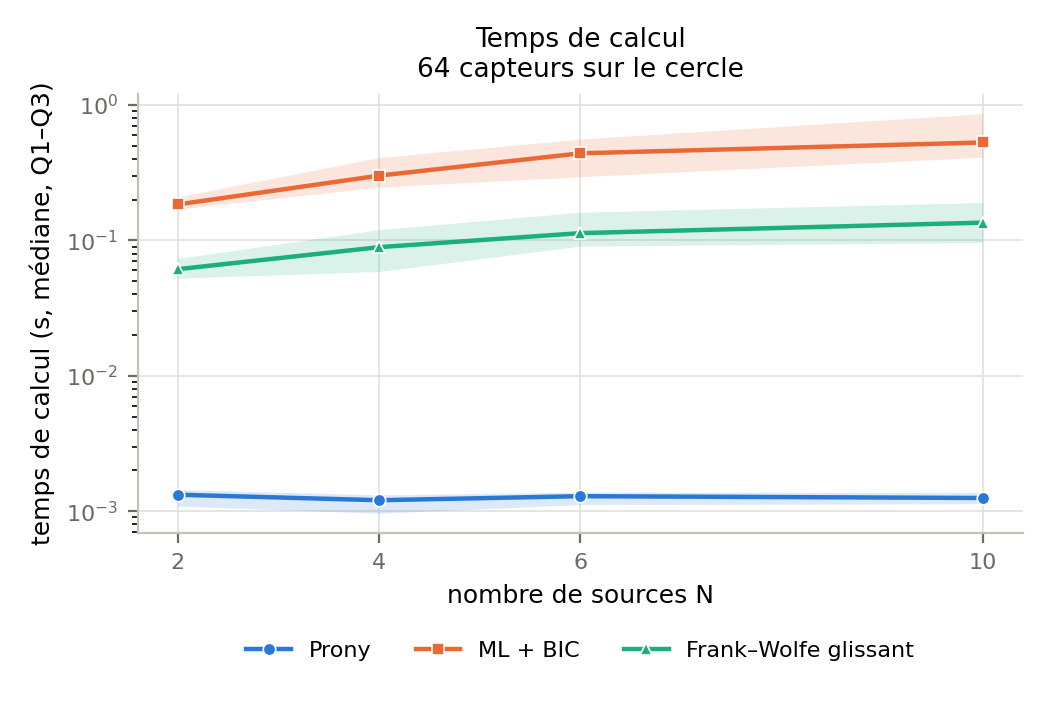 Temps de calcul
64 capteurs sur le cercle
temps de calcul (s, médiane, Q1–Q3)
10⁰
10⁻¹
10⁻²
10⁻³
2 4 6 10
nombre de sources N
Prony ML + BIC Frank–Wolfe glissant